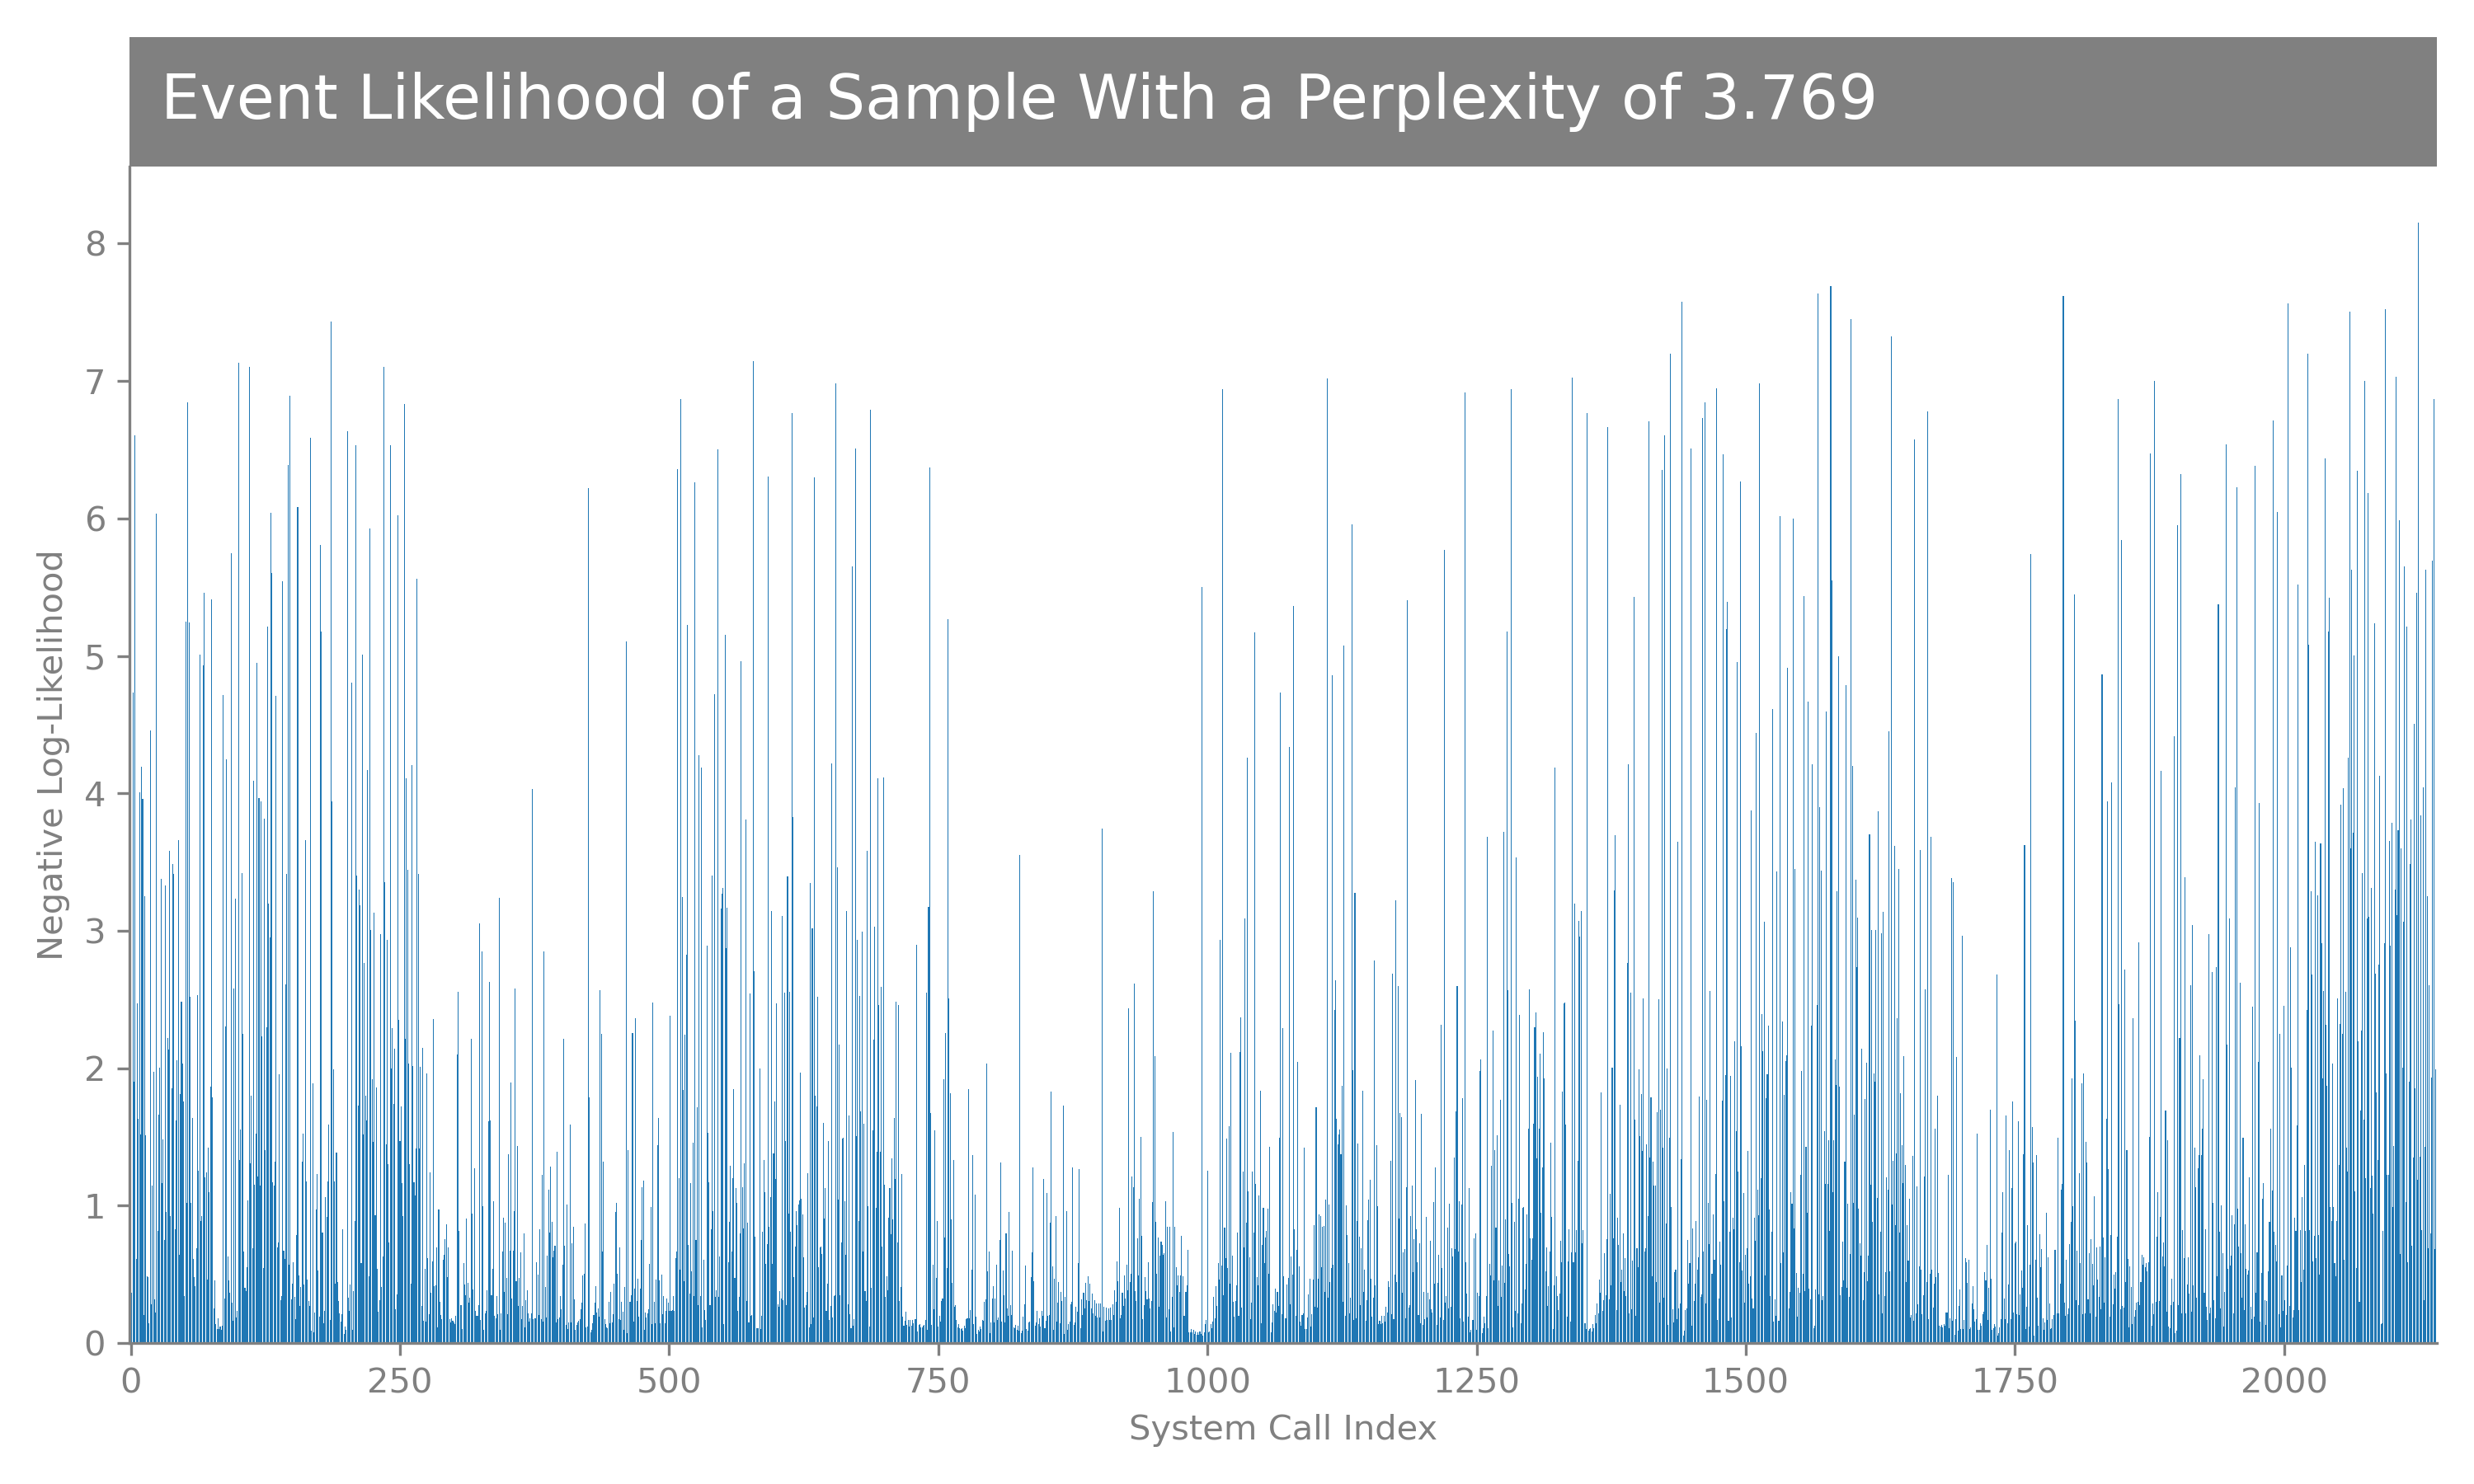 Event Likelihood of a Sample With a Perplexity of 3.769
Negative Log-Likelihood
8
7
6
5
4
3
2
1
0
0 250 500 750 1000 1250 1500 1750 2000
System Call Index